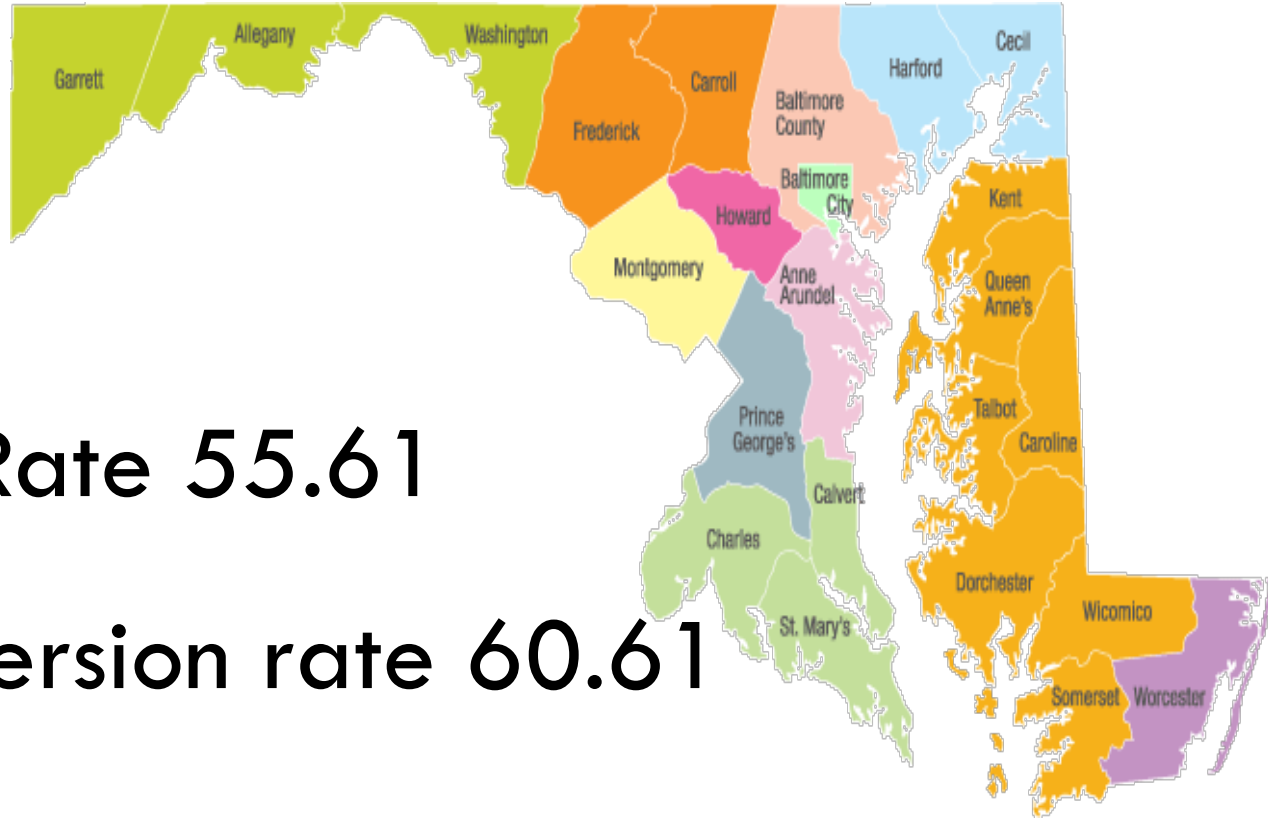 Allegany
Washington
Cecil
Garrett
Harford
Carroll
Baltimore
County
Frederick
Baltimore
City
Kent
Howard
Montgomery
Anne
Arundel
Queen
Anne's
Prince
George's
Talbot
Caroline
Rate 55.61
Calvert
Charles
Dorchester
Wicomico
St. Mary's
ersion rate 60.61
Somerset
Worcester